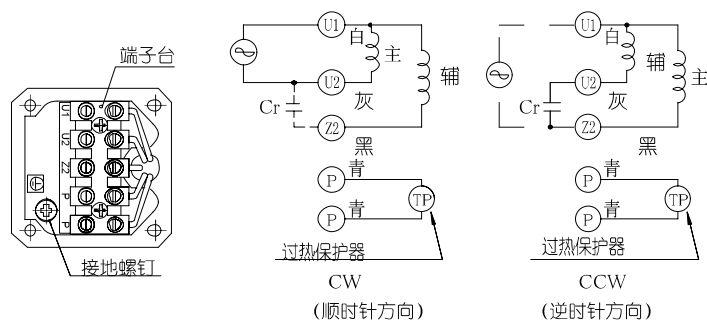 端子台
U1
U2
Z2
P
P
接地螺钉
U1
白
主
辅
U2
灰
Cr
Z2
黑
P
青
TP
P
青
过热保护器
CW
(顺时针方向)
U1
白
辅
主
U2
灰
Cr
Z2
黑
P
青
TP
P
青
过热保护器
CCW
(逆时针方向)